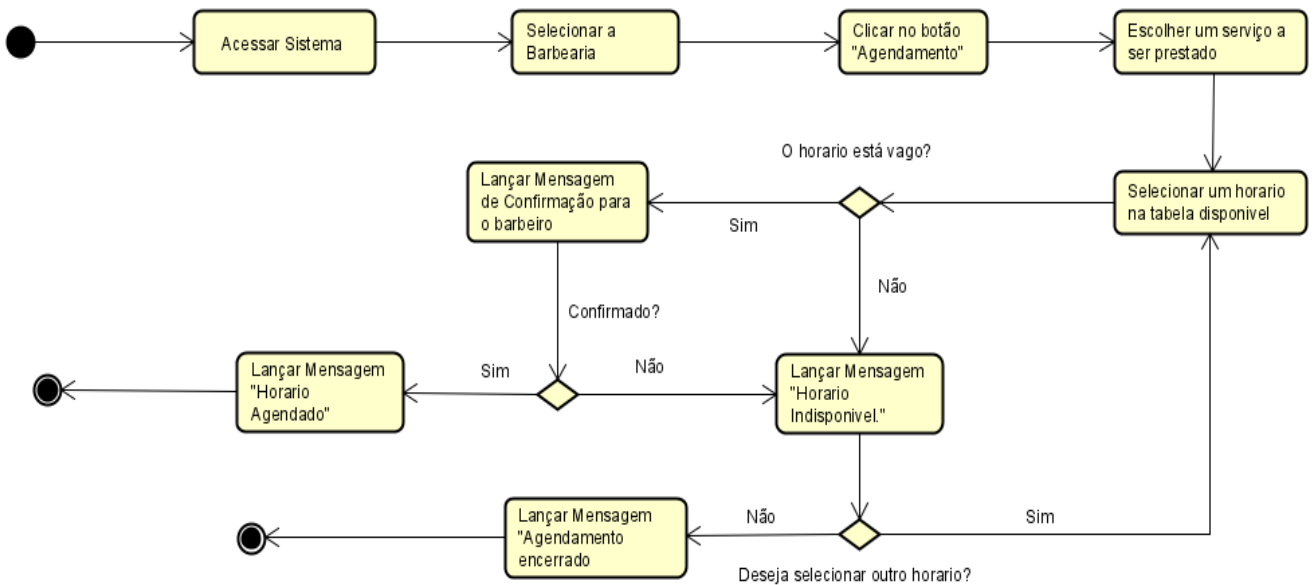 Acessar Sistema
Selecionar a
Barbearia
Clicar no botão
"Agendamento"
Escolher um serviço a
ser prestado
O horario está vago?
Lançar Mensagem
de Confirmação para
o barbeiro
Sim
Selecionar um horario
na tabela disponivel
Não
Confirmado?
Lançar Mensagem
"Horario
Agendado"
Sim
Não
Lançar Mensagem
"Horario
Indisponivel."
Lançar Mensagem
"Agendamento
encerrado
Não
Sim
Deseja selecionar outro horario?